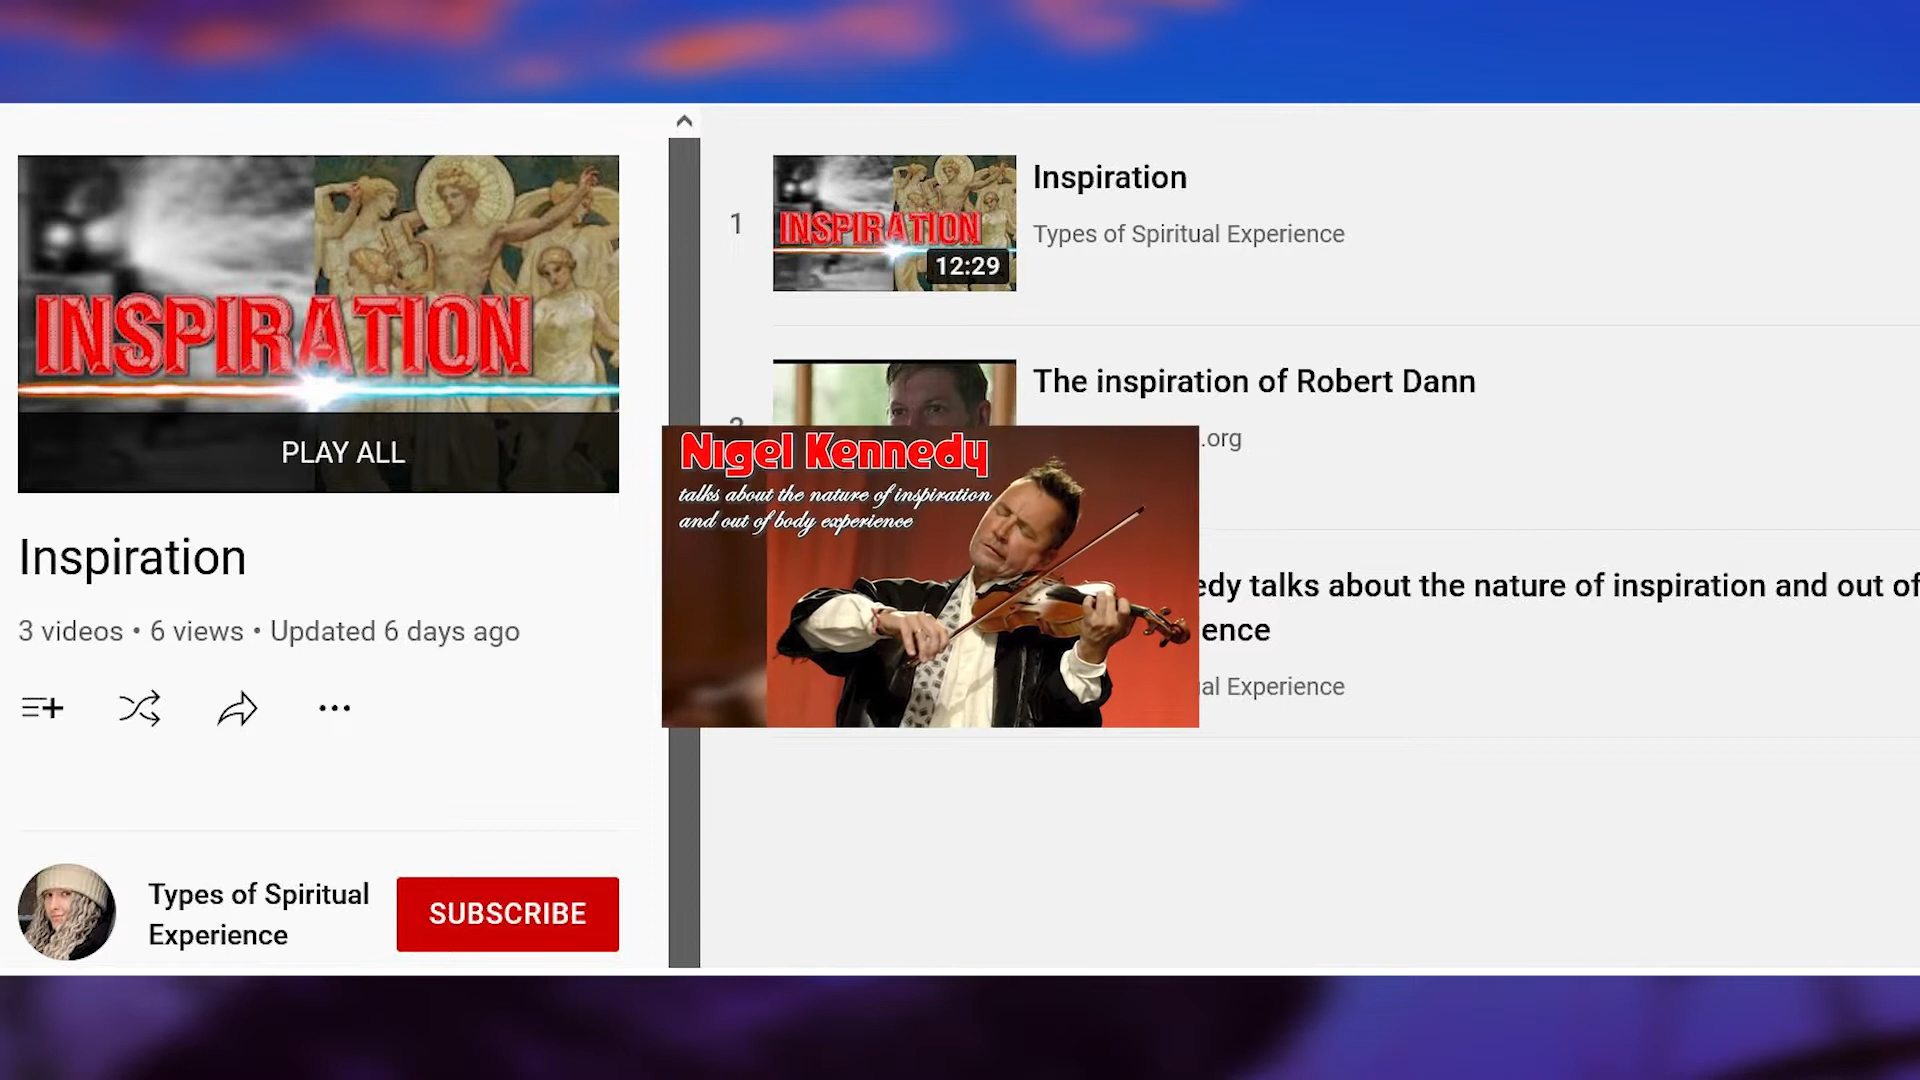 INSPIRATION
PLAY ALL
Inspiration
3 videos • 6 views • Updated 6 days ago
Types of Spiritual
Experience
SUBSCRIBE
1
INSPIRATION
12:29
Inspiration
Types of Spiritual Experience
The inspiration of Robert Dann
.org
Nigel Kennedy
talks about the nature of inspiration
and out of body experience
edy talks about the nature of inspiration and out of
ence
al Experience